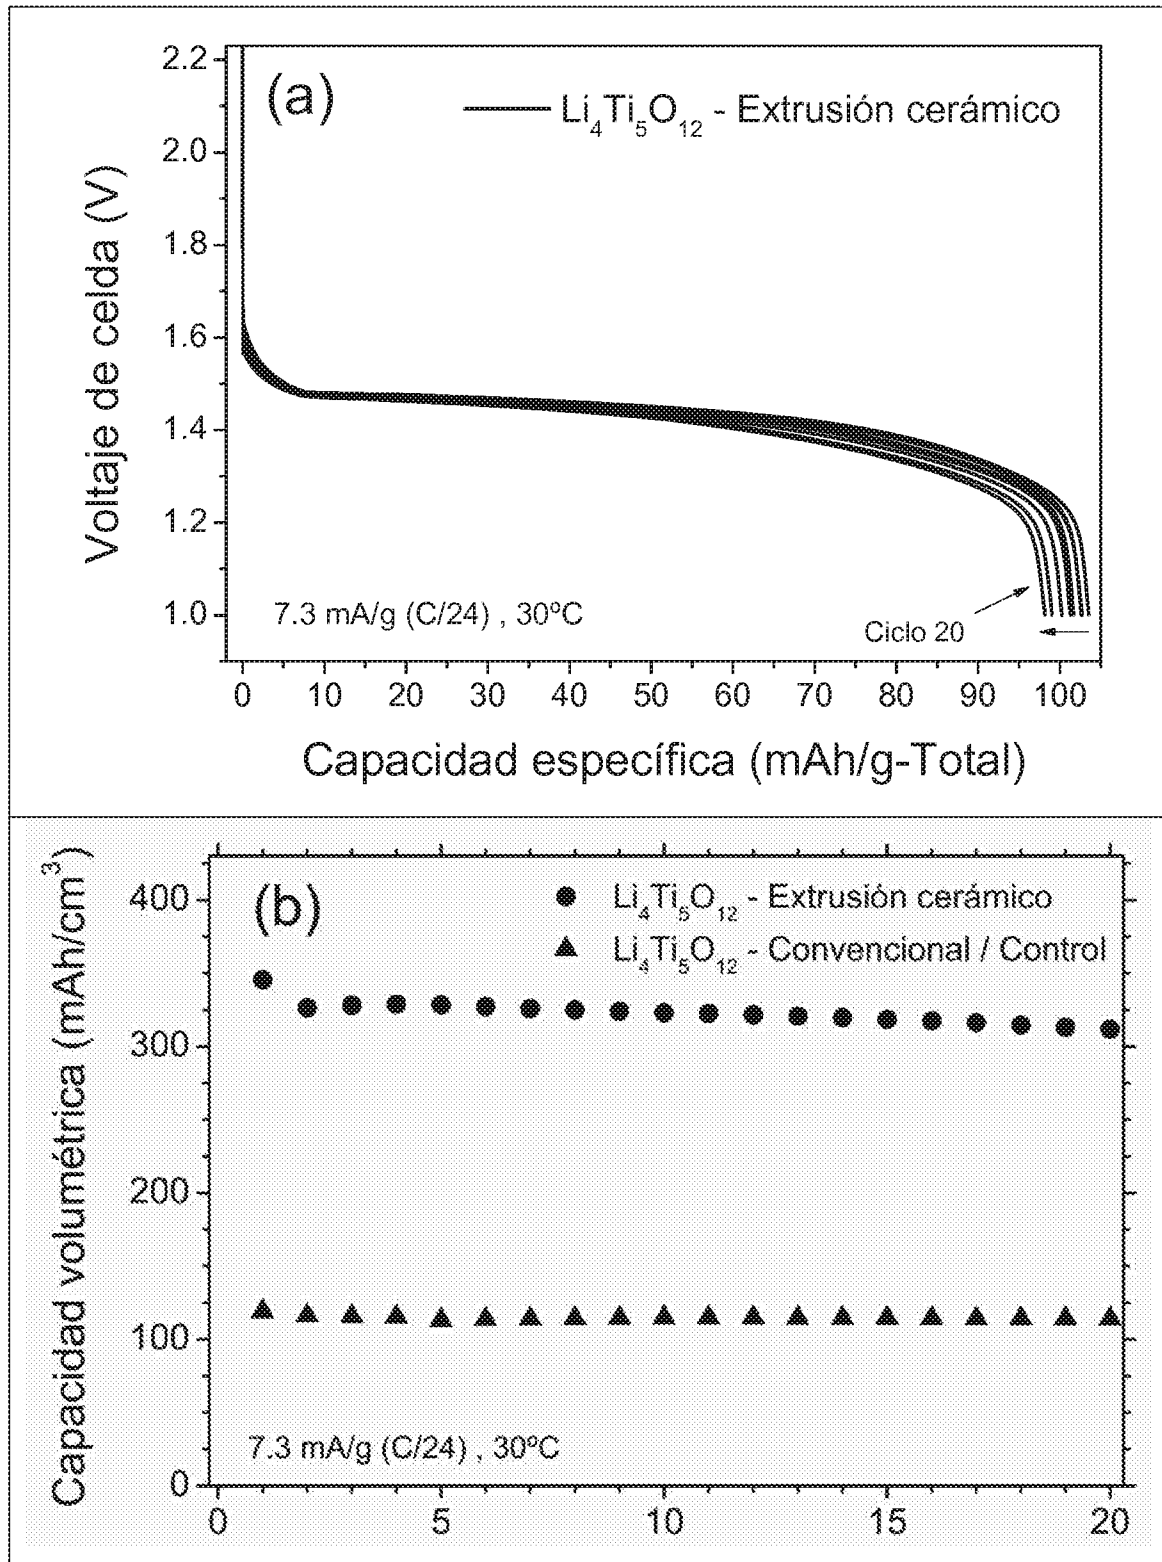 (a)
Li4Ti5O12 - Extrusión cerámico
Voltaje de celda (V)
2.2
2.0
1.8
1.6
1.4
1.2
1.0
7.3 mA/g (C/24) , 30ºC
Ciclo 20
0 10 20 30 40 50 60 70 80 90 100
Capacidad específica (mAh/g-Total)
(b)
Li4Ti5O12 - Extrusión cerámico
Li4Ti5O12 - Convencional / Control
Capacidad volumétrica (mAh/cm3)
400
300
200
100
0
7.3 mA/g (C/24) , 30ºC
0 5 10 15 20